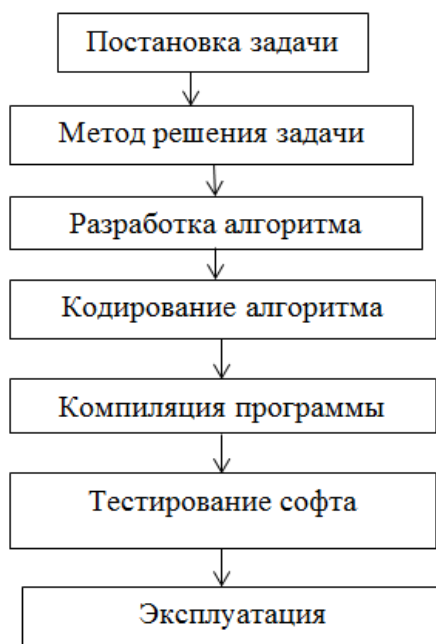 Постановка задачи
Метод решения задачи
Разработка алгоритма
Кодирование алгоритма
Компиляция программы
Тестирование софта
Эксплуатация